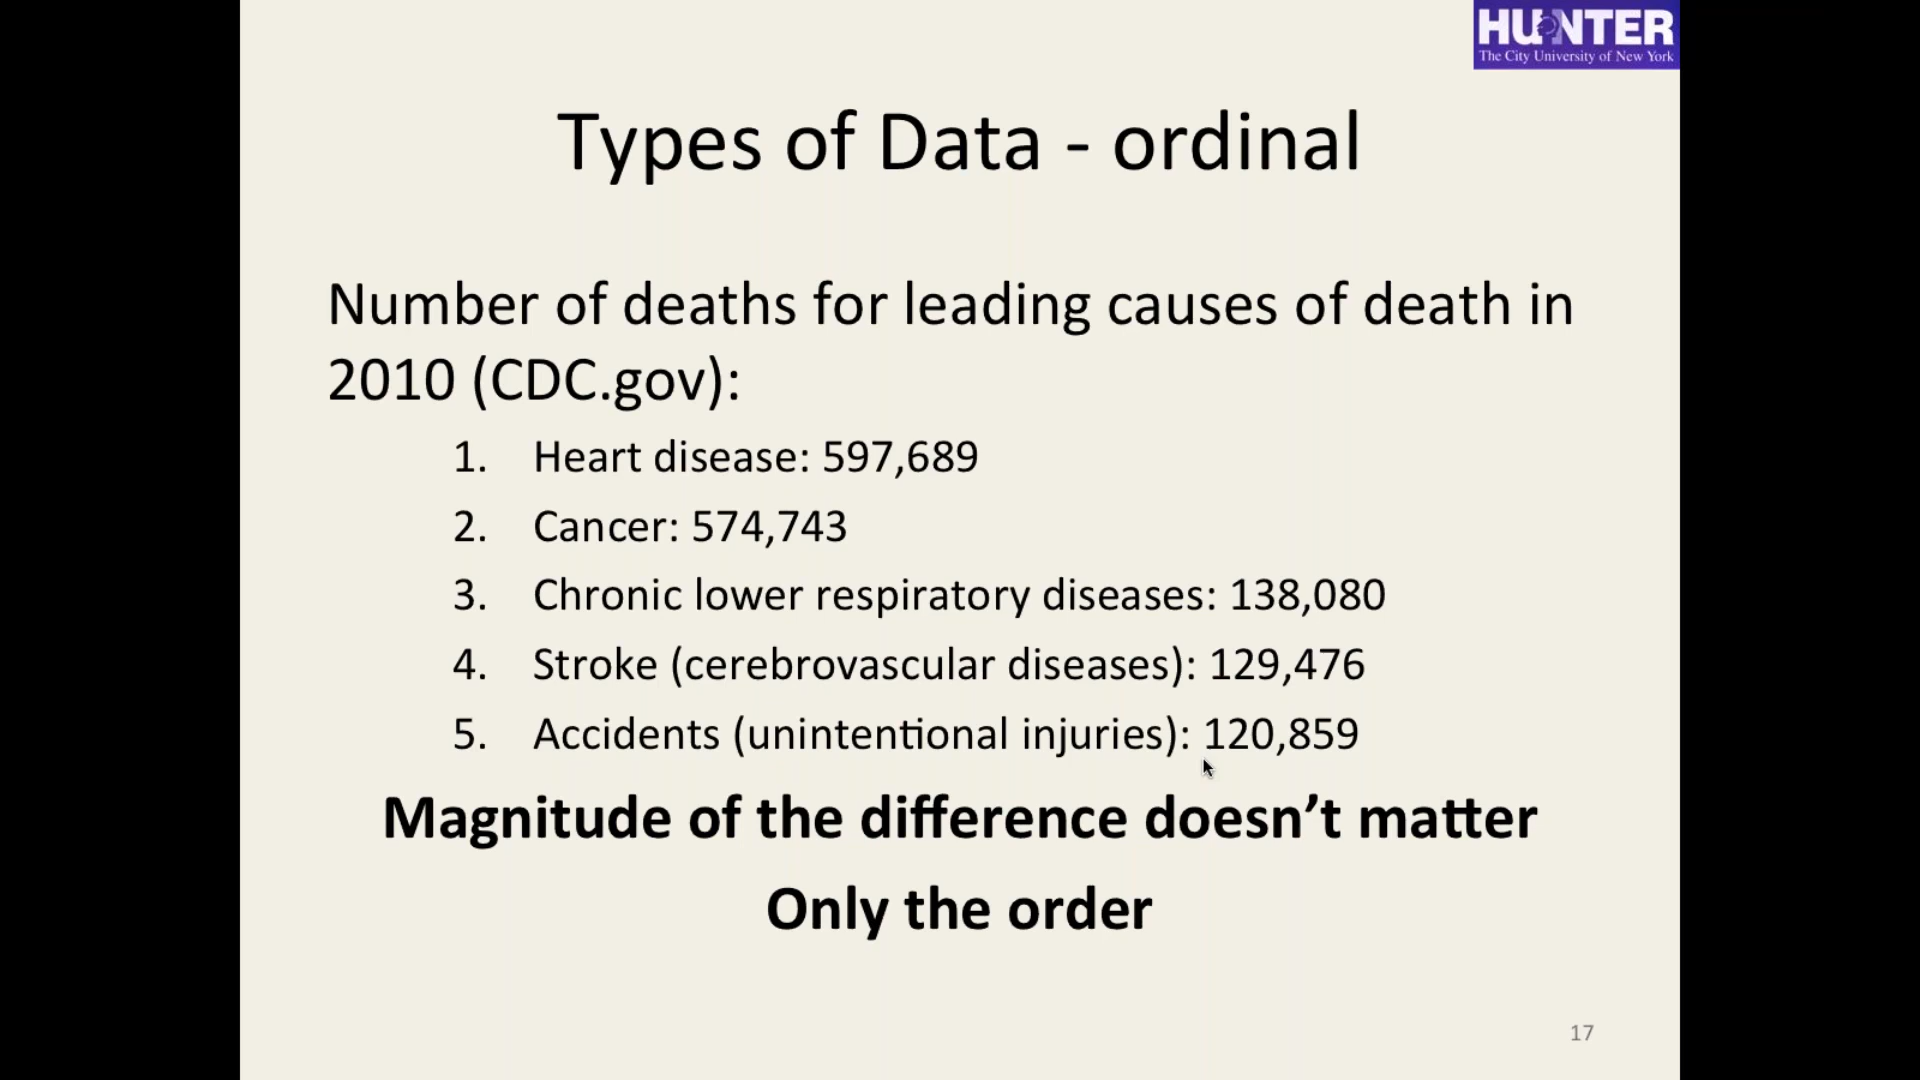 HUNTER
The City University of New York
Types of Data - ordinal
Number of deaths for leading causes of death in
2010 (CDC.gov):
1. Heart disease: 597,689
2. Cancer: 574,743
3. Chronic lower respiratory diseases: 138,080
4. Stroke (cerebrovascular diseases): 129,476
5. Accidents (unintentional injuries): 120,859
Magnitude of the difference doesn’t matter
Only the order
17